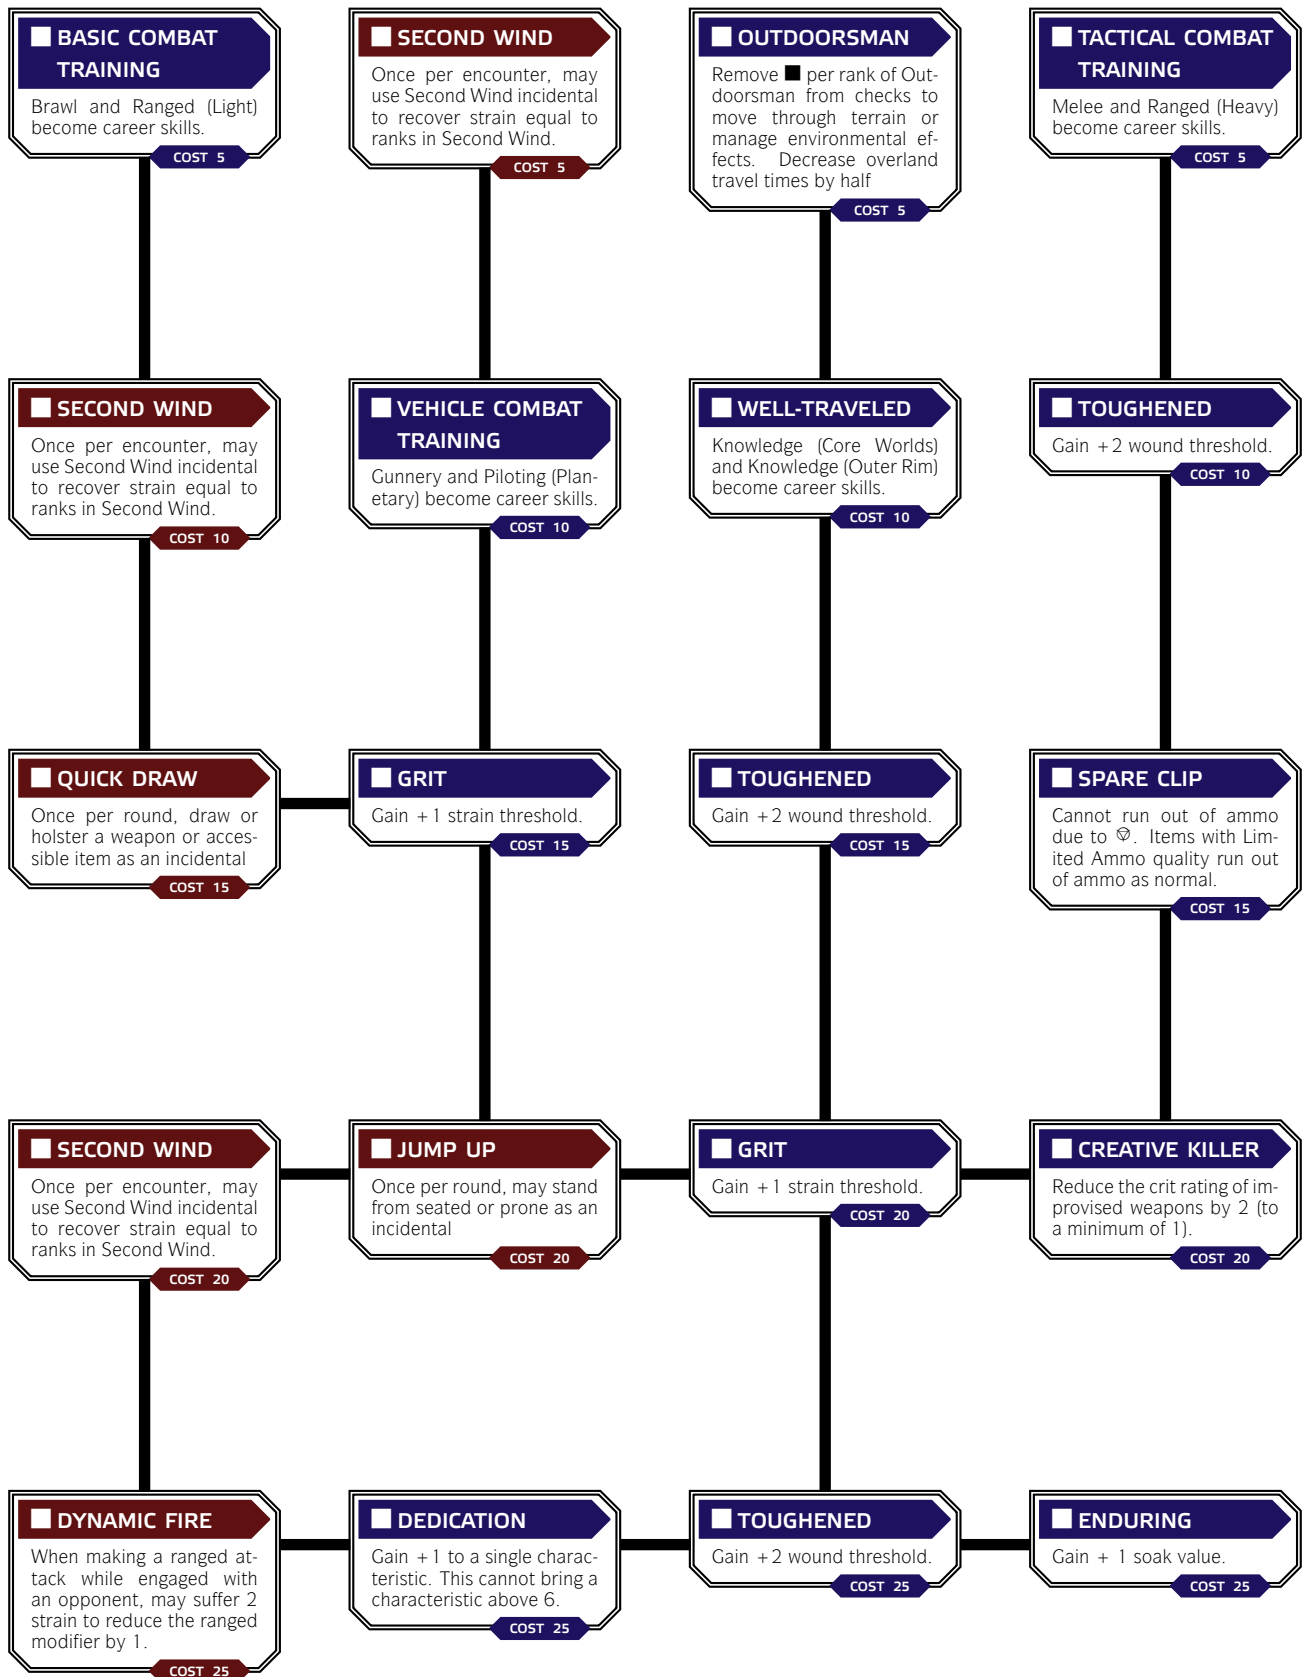 BASIC COMBAT
TRAINING
Brawl and Ranged (Light)
become career skills.
COST 5
SECOND WIND
Once per encounter, may
use Second Wind incidental
to recover strain equal to
ranks in Second Wind.
COST 5
OUTDOORSMAN
Remove ■ per rank of Out-
doorsman from checks to
move through terrain or
manage environmental ef-
fects. Decrease overland
travel times by half
COST 5
TACTICAL COMBAT
TRAINING
Melee and Ranged (Heavy)
become career skills.
COST 5
SECOND WIND
Once per encounter, may
use Second Wind incidental
to recover strain equal to
ranks in Second Wind.
COST 10
VEHICLE COMBAT
TRAINING
Gunnery and Piloting (Plan-
etary) become career skills.
COST 10
WELL-TRAVELED
Knowledge (Core Worlds)
and Knowledge (Outer Rim)
become career skills.
COST 10
TOUGHENED
Gain +2 wound threshold.
COST 10
QUICK DRAW
Once per round, draw or
holster a weapon or acces-
sible item as an incidental
COST 15
GRIT
Gain +1 strain threshold.
COST 15
TOUGHENED
Gain +2 wound threshold.
COST 15
SPARE CLIP
Cannot run out of ammo
due to . Items with Lim-
ited Ammo quality run out
of ammo as normal.
COST 15
SECOND WIND
Once per encounter, may
use Second Wind incidental
to recover strain equal to
ranks in Second Wind.
COST 20
JUMP UP
Once per round, may stand
from seated or prone as an
incidental
COST 20
GRIT
Gain +1 strain threshold.
COST 20
CREATIVE KILLER
Reduce the crit rating of im-
provised weapons by 2 (to
a minimum of 1).
COST 20
DYNAMIC FIRE
When making a ranged at-
tack while engaged with
an opponent, may suffer 2
strain to reduce the ranged
modifier by 1.
COST 25
DEDICATION
Gain +1 to a single charac-
teristic. This cannot bring a
characteristic above 6.
COST 25
TOUGHENED
Gain +2 wound threshold.
COST 25
ENDURING
Gain + 1 soak value.
COST 25